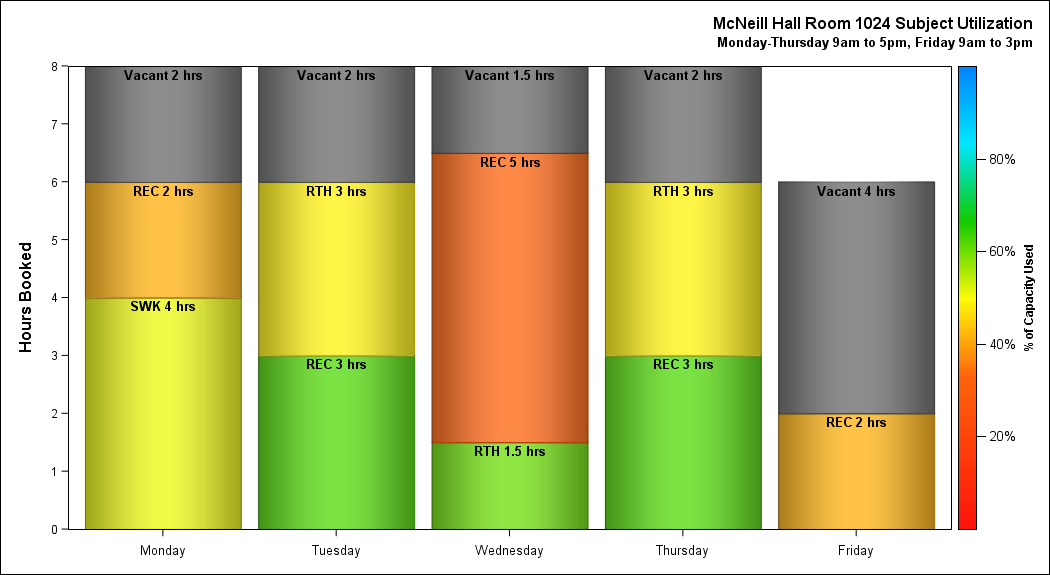 McNeill Hall Room 1024 Subject Utilization
Monday-Thursday 9am to 5pm, Friday 9am to 3pm
Hours Booked
8
7
6
5
4
3
2
1
0
Vacant 2 hrs
REC 2 hrs
SWK 4 hrs
Vacant 2 hrs
RTH 3 hrs
REC 3 hrs
Vacant 1.5 hrs
REC 5 hrs
RTH 1.5 hrs
Vacant 2 hrs
RTH 3 hrs
REC 3 hrs
Vacant 4 hrs
REC 2 hrs
Monday
Tuesday
Wednesday
Thursday
Friday
80%
60%
40%
20%
% of Capacity Used